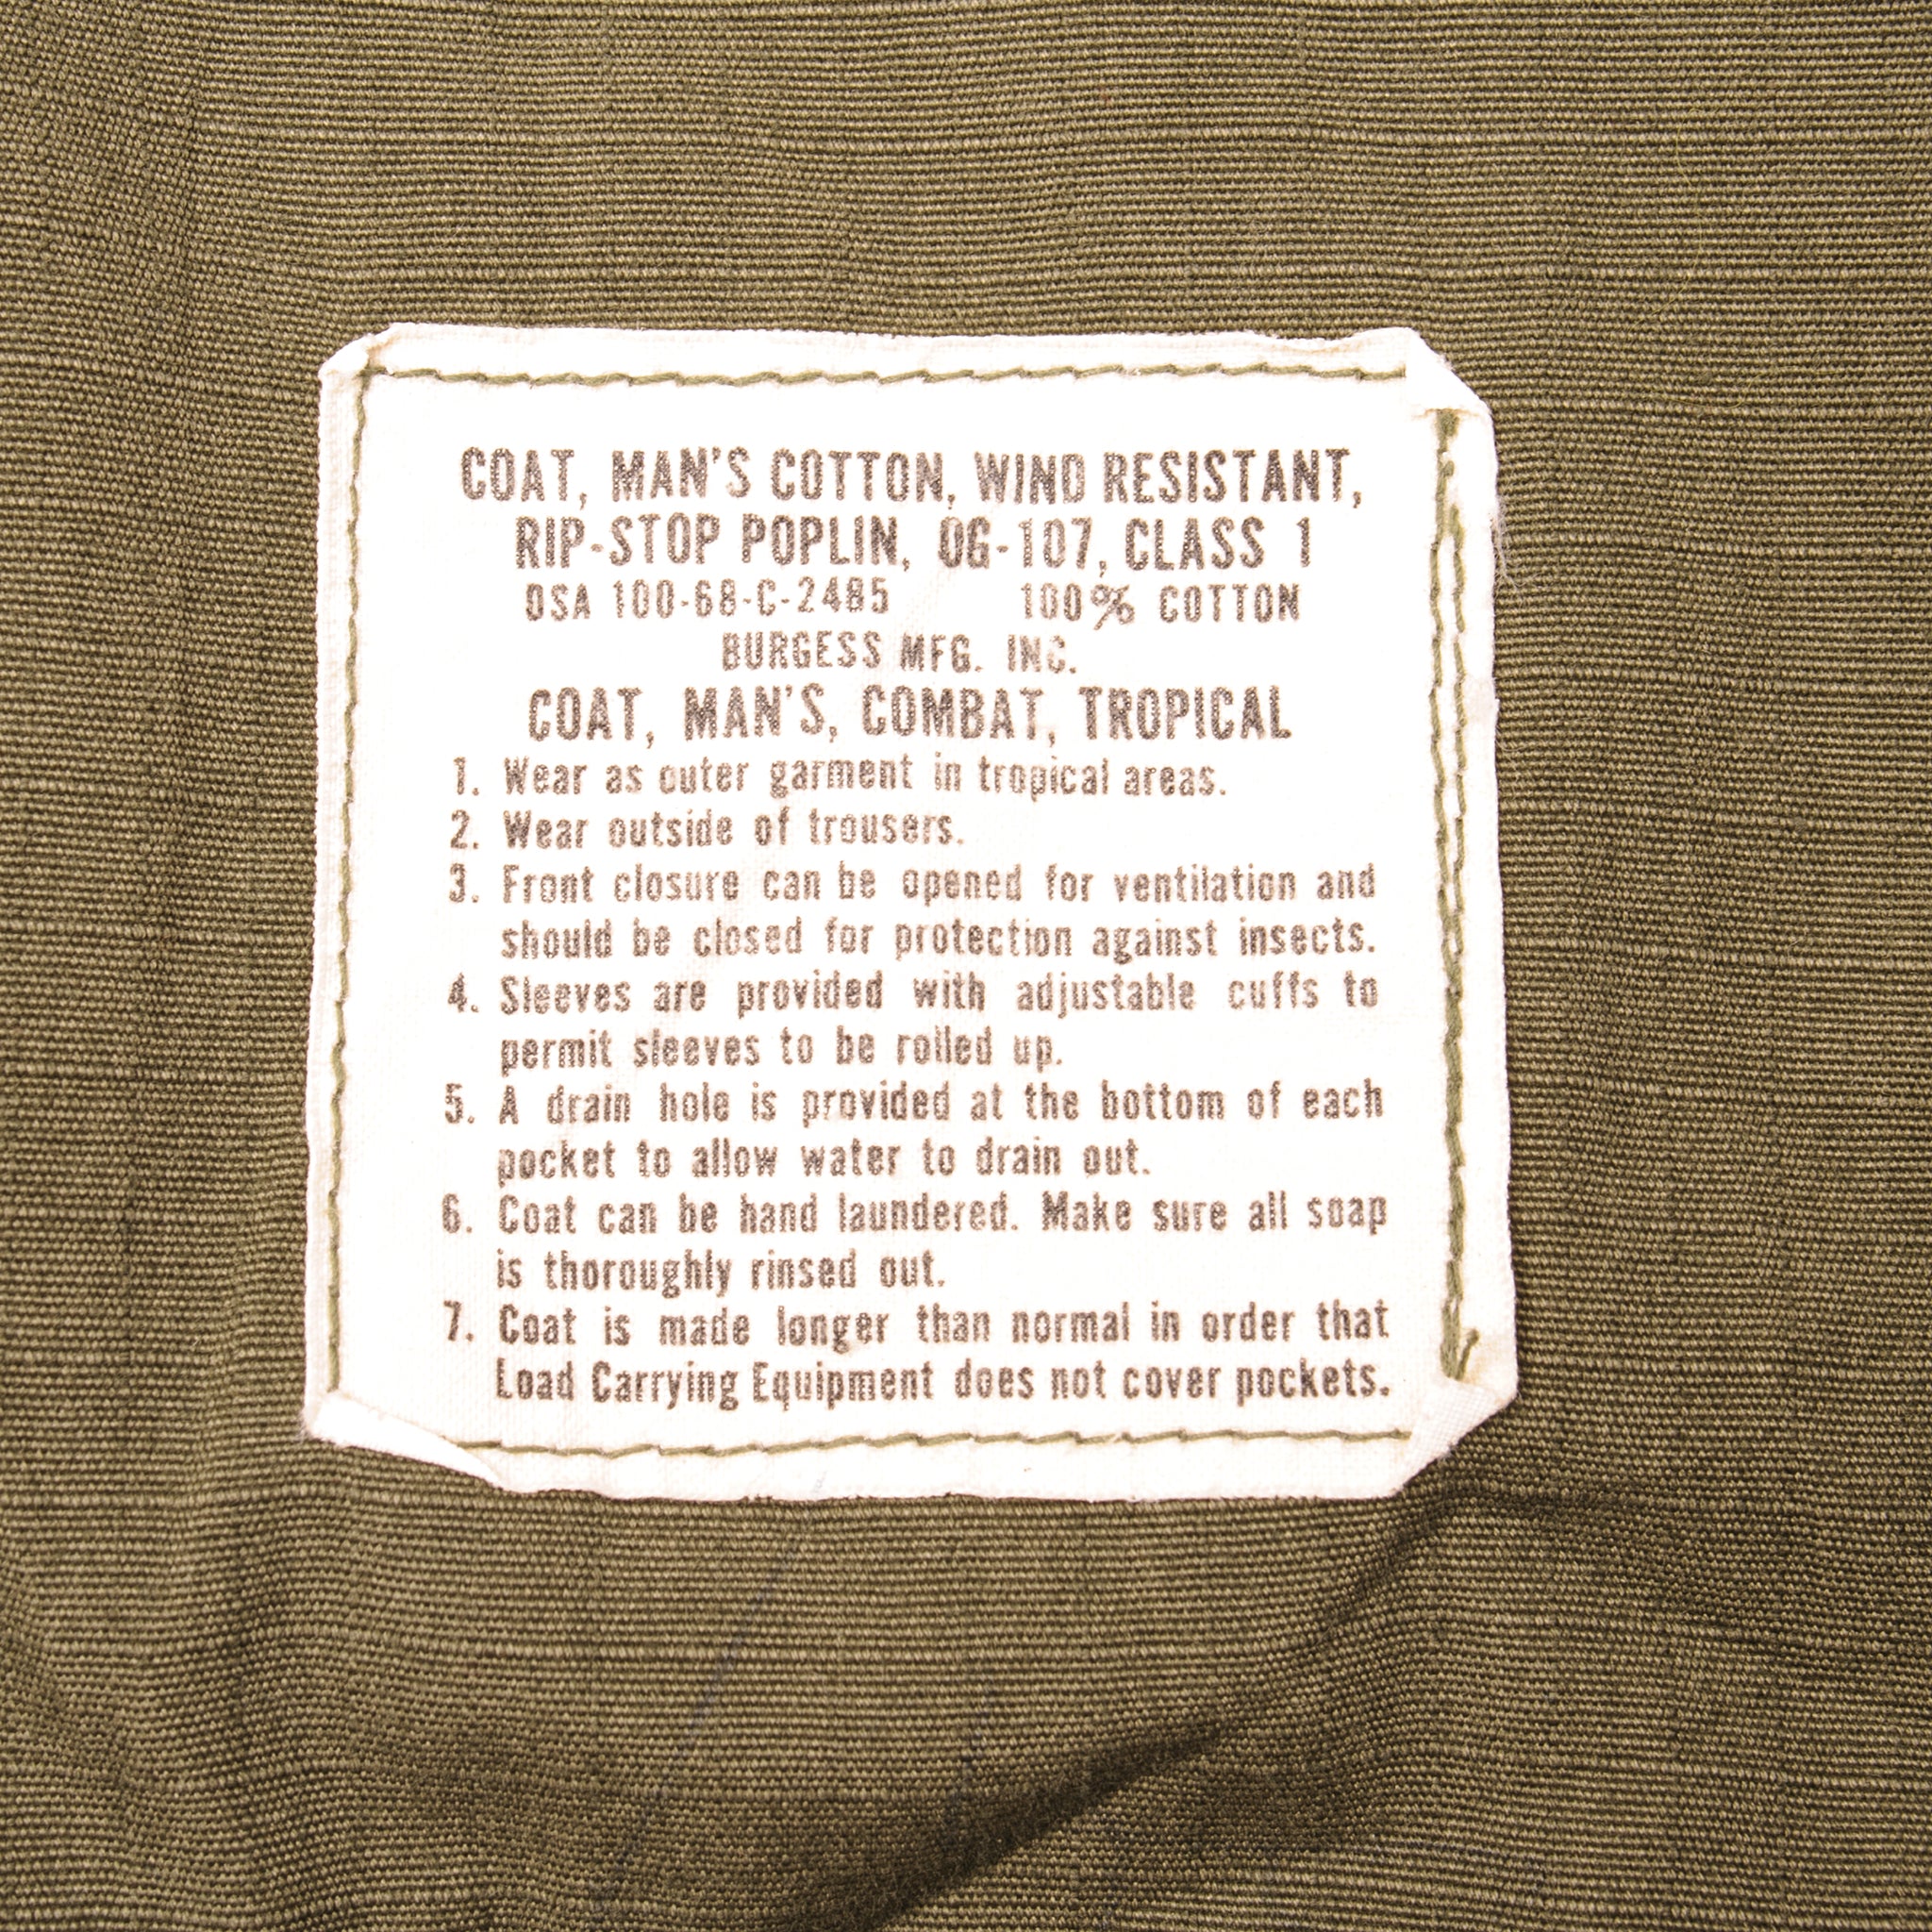 COAT, MAN'S COTTON, WIND RESISTANT,
RIP-STOP POPLIN, OG-107, CLASS 1
DSA 100-68-C-2485 100% COTTON
BURGESS MFG. INC.
COAT, MAN'S, COMBAT, TROPICAL
1. Wear as outer garment in tropical areas.
2. Wear outside of trousers.
3. Front closure can be opened for ventilation and
should be closed for protection against insects.
4. Sleeves are provided with adjustable cuffs to
permit sleeves to be rolled up.
5. A drain hole is provided at the bottom of each
pocket to allow water to drain out.
6. Coat can be hand laundered. Make sure all soap
is thoroughly rinsed out.
7. Coat is made longer than normal in order that
Load Carrying Equipment does not cover pockets.